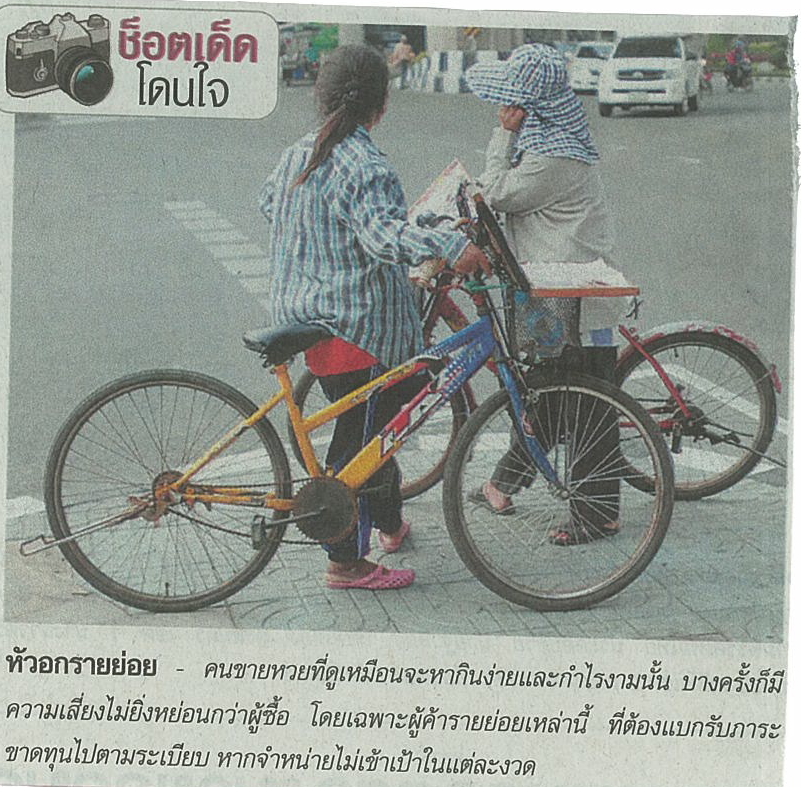 ช็อตเด็ด
โดนใจ
หัวอกรายย่อย - คนขายหวยที่ดูเหมือนจะหากินง่ายและกำไรงามนั้น บางครั้งก็มี
ความเสี่ยงไม่ยิ่งหย่อนกว่าผู้ซื้อ โดยเฉพาะผู้ค้ารายย่อยเหล่านี้ ที่ต้องแบกรับภาระ
ขาดทุนไปตามระเบียบ หากจำหน่ายไม่เข้าเป้าในแต่ละงวด